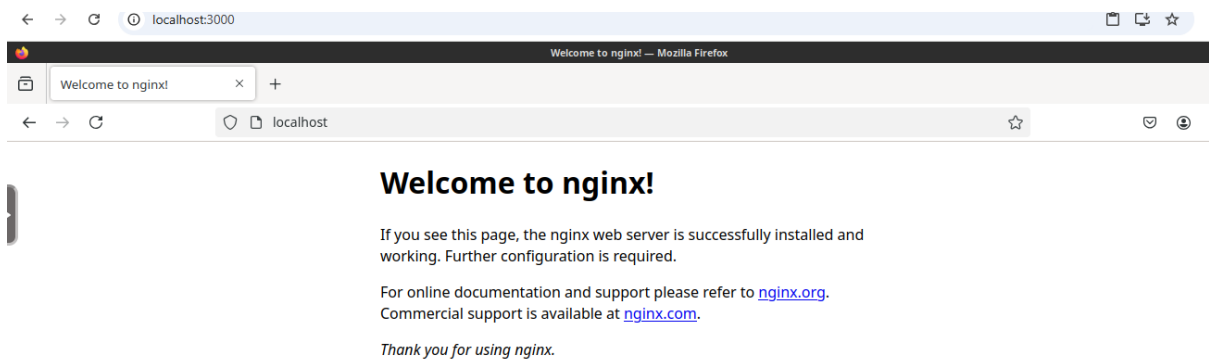 localhost:3000
Welcome to nginx! — Mozilla Firefox
Welcome to nginx!
localhost
Welcome to nginx!
If you see this page, the nginx web server is successfully installed and
working. Further configuration is required.
For online documentation and support please refer to nginx.org.
Commercial support is available at nginx.com.
Thank you for using nginx.